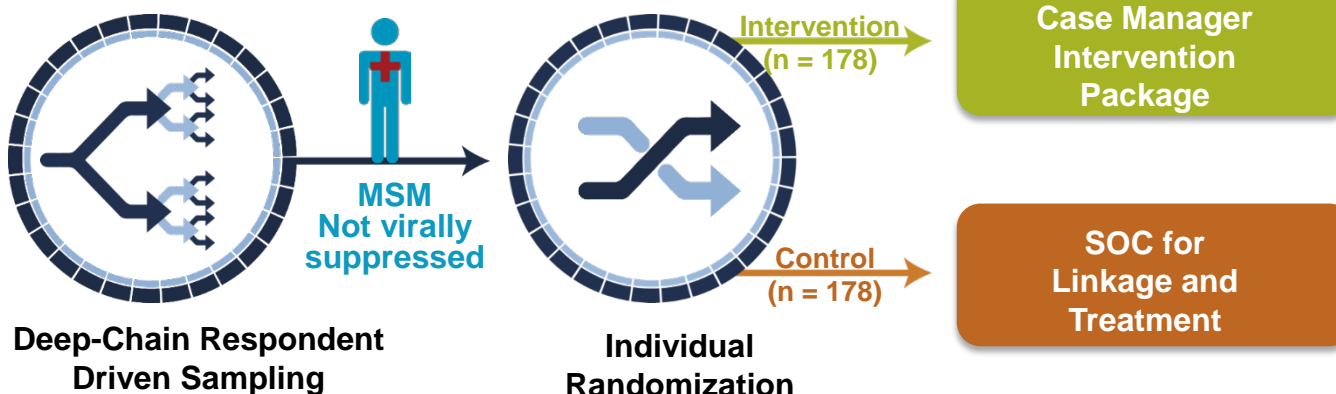 Deep-Chain Respondent
Driven Sampling
MSM
Not virally
suppressed
Individual
Randomization
Intervention
(n = 178)
Case Manager
Intervention
Package
Control
(n = 178)
SOC for
Linkage and
Treatment